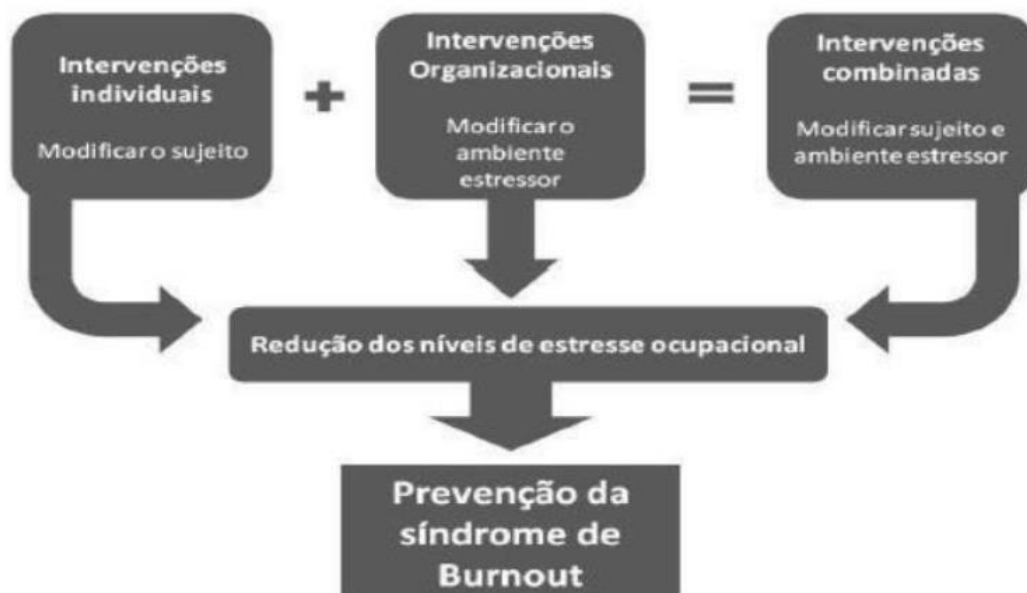 Intervenções
individuais
Modificar o sujeito
+
Intervenções
Organizacionais
Modificar o
ambiente
estressor
=
Intervenções
combinadas
Modificar sujeito e
ambiente estressor
Redução dos níveis de estresse ocupacional
Prevenção da
síndrome de
Burnout